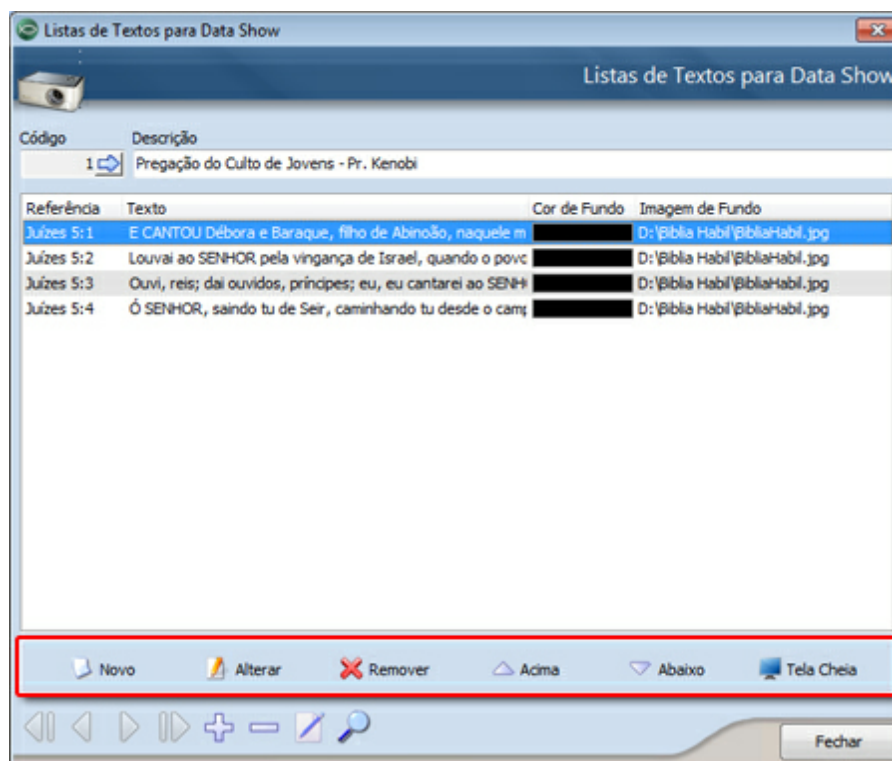 Listas de Textos para Data Show
Listas de Textos para Data Show
Código Descrição
1 Pregação do Culto de Jovens - Pr. Kenobi
Referência Texto Cor de Fundo Imagem de Fundo
Juízes 5:1 E CANTOU Débora e Baraque, filho de Abinoão, naquele m D:\Biblia Habil\BibliaHabil.jpg
Juízes 5:2 Louvai ao SENHOR pela vingança de Israel, quando o povo D:\Biblia Habil\BibliaHabil.jpg
Juízes 5:3 Ouvi, reis; dai ouvidos, príncipes; eu, eu cantarei ao SENH D:\Biblia Habil\BibliaHabil.jpg
Juízes 5:4 Ó SENHOR, saindo tu de Seir, caminhando tu desde o camp D:\Biblia Habil\BibliaHabil.jpg
Novo Alterar Remover Acima Abaixo Tela Cheia
Fechar